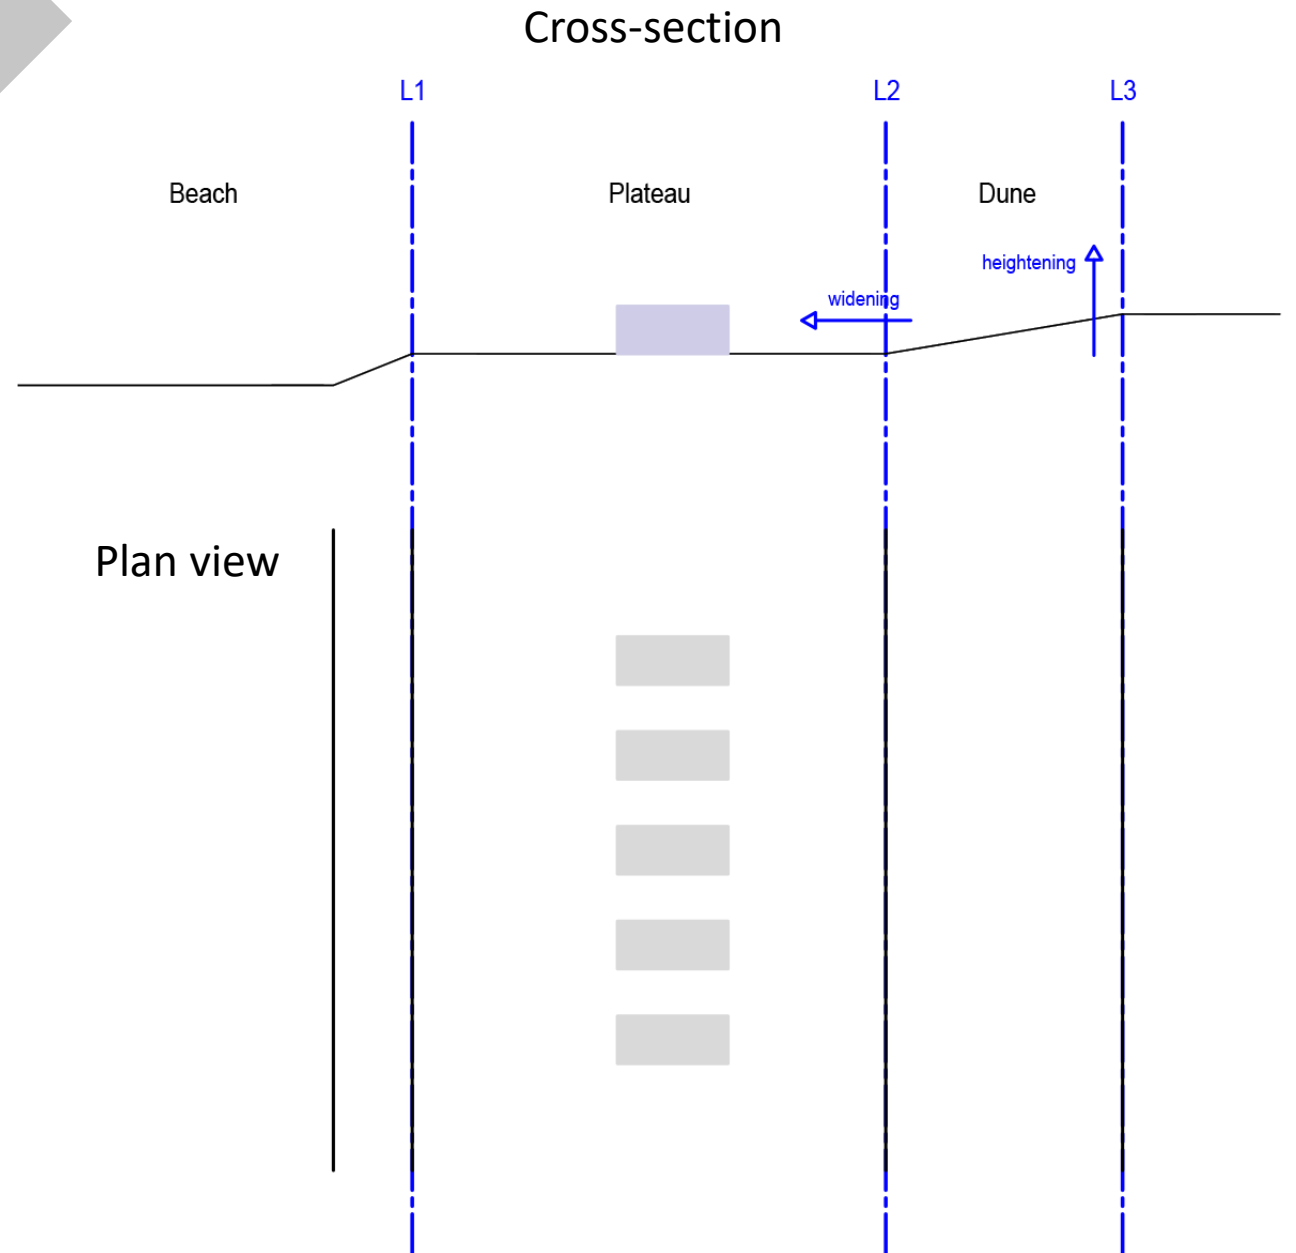 Cross-section
L1
L2
L3
Beach
Plateau
Dune
heightening
widening
Plan view